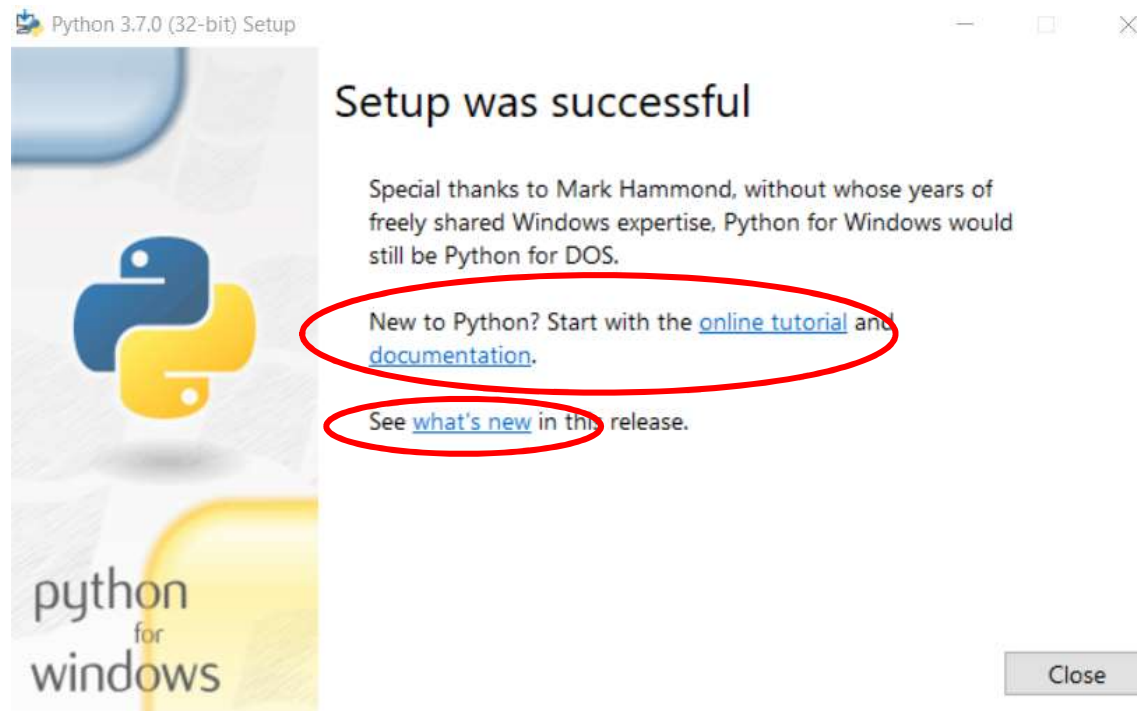 Python 3.7.0 (32-bit) Setup
Setup was successful
Special thanks to Mark Hammond, without whose years of
freely shared Windows expertise, Python for Windows would
still be Python for DOS.
New to Python? Start with the online tutorial and
documentation.
See what's new in this release.
python
for
windows
Close